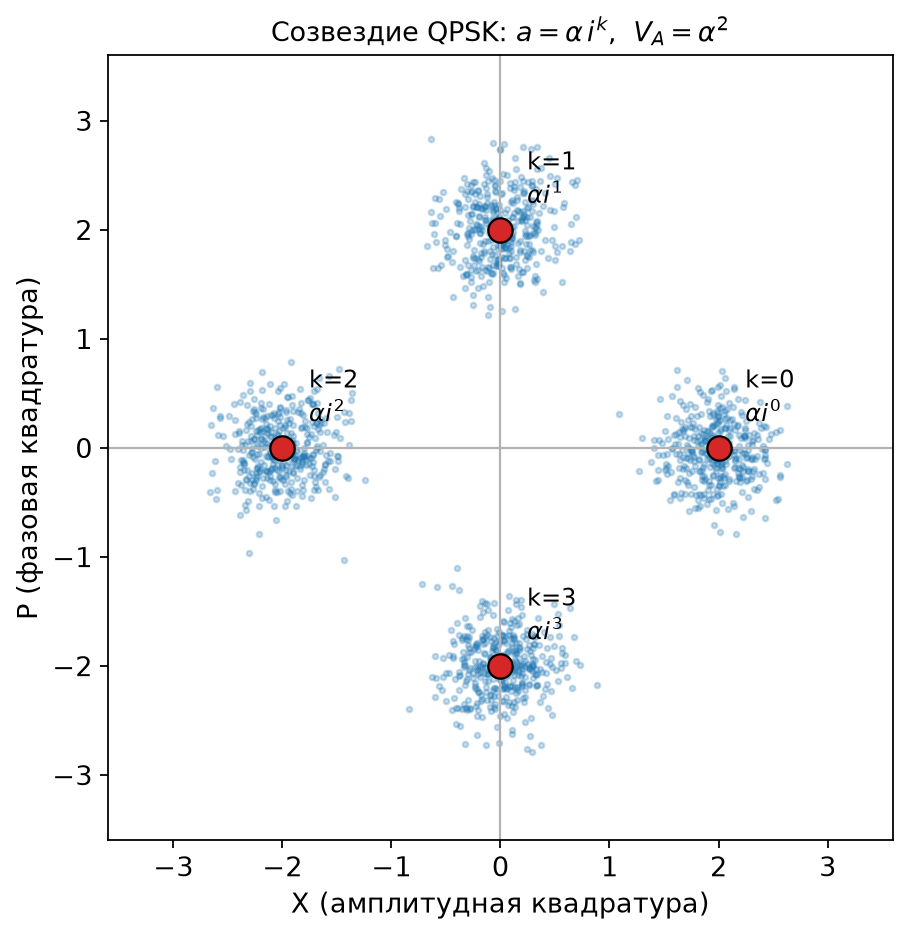 Созвездие QPSK: a = α i^k, V_A = α^2
P (фазовая квадратура)
3
2
1
0
−1
−2
−3
k=1
αi^1
k=2
αi^2
k=0
αi^0
k=3
αi^3
−3
−2
−1
0
1
2
3
X (амплитудная квадратура)